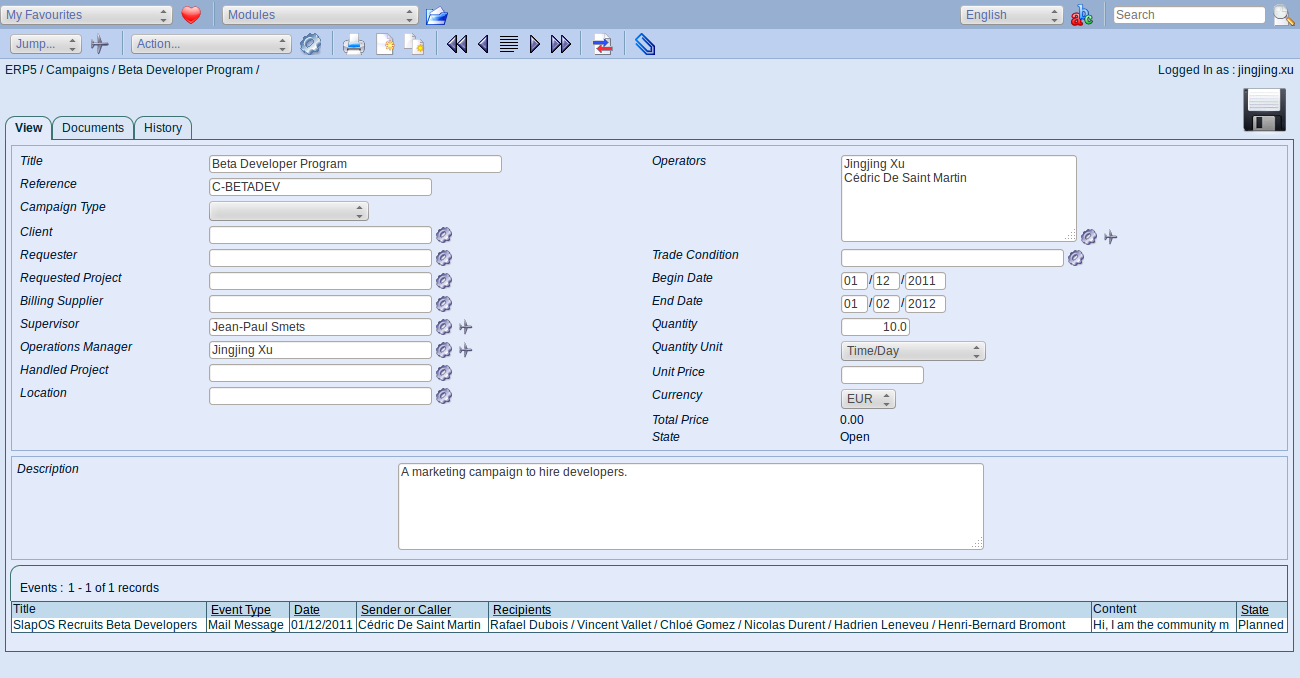 My Favourites Modules English Search
Jump... Action...
ERP5 / Campaigns / Beta Developer Program / Logged In as : jingjing.xu
View Documents History
Title Beta Developer Program
Reference C-BETADEV
Campaign Type
Client
Requester
Requested Project
Billing Supplier
Supervisor Jean-Paul Smets
Operations Manager Jingjing Xu
Handled Project
Location
Operators Jingjing Xu
Cédric De Saint Martin
Trade Condition
Begin Date 01 / 12 / 2011
End Date 01 / 02 / 2012
Quantity 10.0
Quantity Unit Time/Day
Unit Price
Currency EUR
Total Price 0.00
State Open
Description A marketing campaign to hire developers.
Events : 1 - 1 of 1 records
Title Event Type Date Sender or Caller Recipients Content State
SlapOS Recruits Beta Developers Mail Message 01/12/2011 Cédric De Saint Martin Rafael Dubois / Vincent Vallet / Chloé Gomez / Nicolas Durent / Hadrien Leneveu / Henri-Bernard Bromont Hi, I am the community m Planned